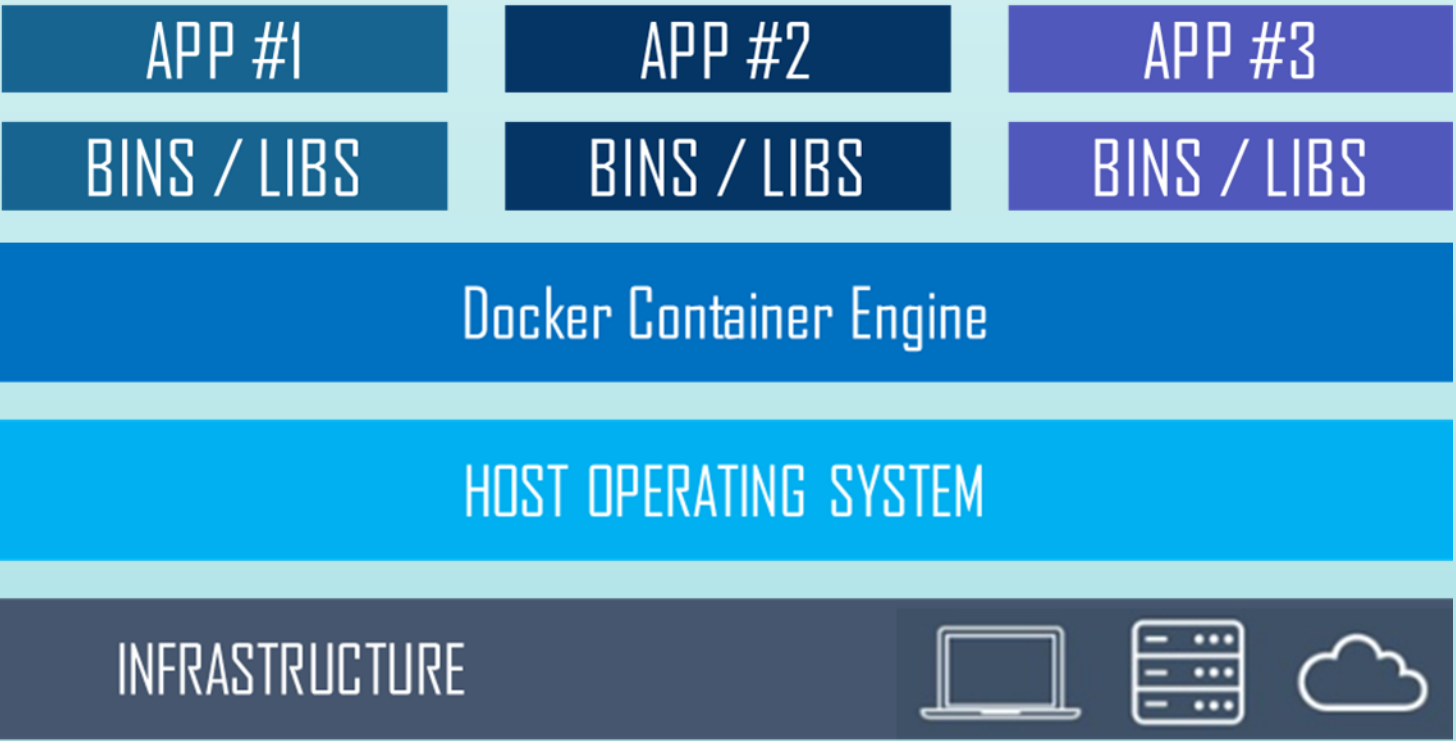 APP #1
APP #2
APP #3
BINS / LIBS
BINS / LIBS
BINS / LIBS
Docker Container Engine
HOST OPERATING SYSTEM
INFRASTRUCTURE